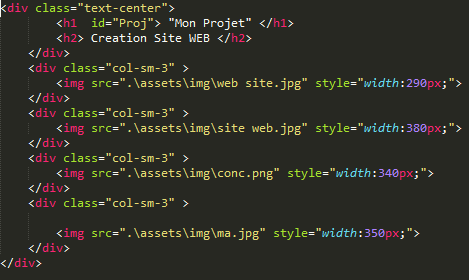 <div class="text-center">
<h1  id="Proj"> "Mon Projet" </h1>
<h2> Creation Site WEB </h2>
</div>
<div class="col-sm-3" >
<img src=".\assets\img\web site.jpg" style="width:290px;">
</div>
<div class="col-sm-3" >
<img src=".\assets\img\site web.jpg" style="width:380px;">
</div>
<div class="col-sm-3" >
<img src=".\assets\img\conc.png" style="width:340px;">
</div>
<div class="col-sm-3" >
<img src=".\assets\img\ma.jpg" style="width:350px;">
</div>
</div>